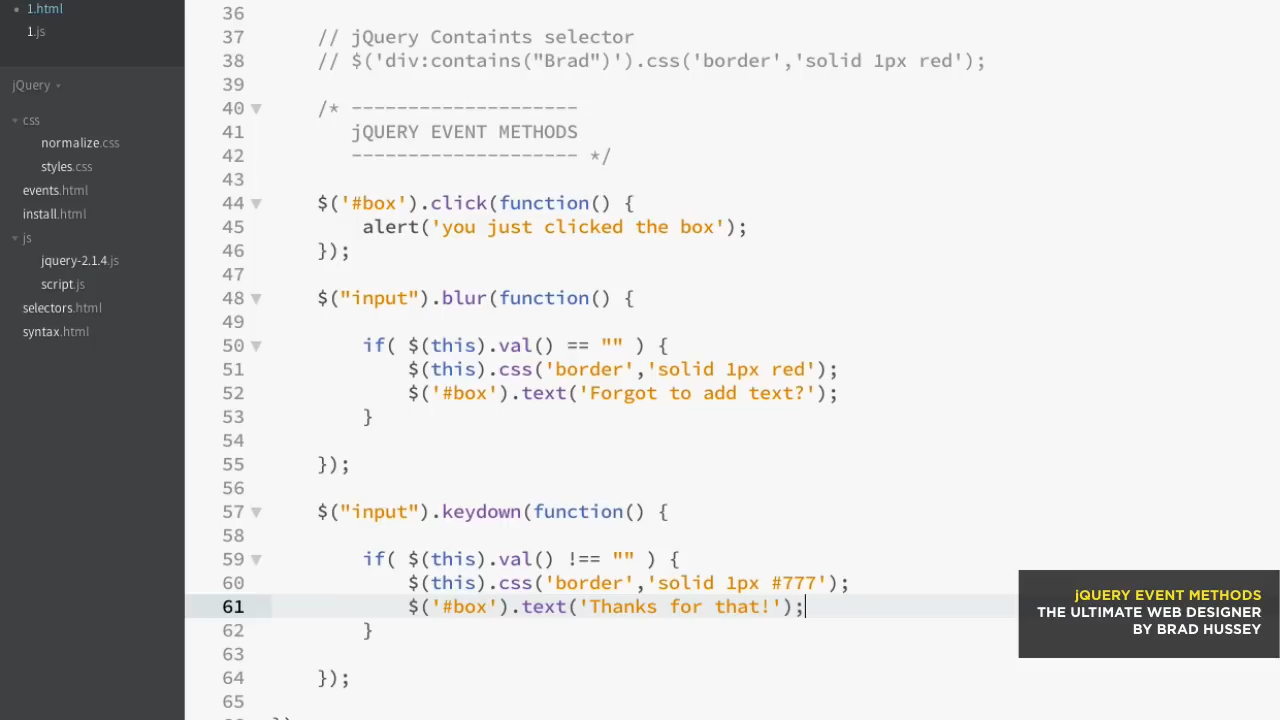 1.html
1.js
jQuery
css
normalize.css
styles.css
events.html
install.html
js
jquery-2.1.4.js
script.js
selectors.html
syntax.html
36
37 // jQuery Containts selector
38 // $('div:contains("Brad")').css('border','solid 1px red');
39
40 /* --------------------
41 jQUERY EVENT METHODS
42 -------------------- */
43
44 $('#box').click(function() {
45 alert('you just clicked the box');
46 });
47
48 $("input").blur(function() {
49
50 if( $(this).val() == "" ) {
51 $(this).css('border','solid 1px red');
52 $('#box').text('Forgot to add text?');
53 }
54
55 });
56
57 $("input").keydown(function() {
58
59 if( $(this).val() !== "" ) {
60 $(this).css('border','solid 1px #777');
61 $('#box').text('Thanks for that!');
62 }
63
64 });
65
jQUERY EVENT METHODS
THE ULTIMATE WEB DESIGNER
BY BRAD HUSSEY